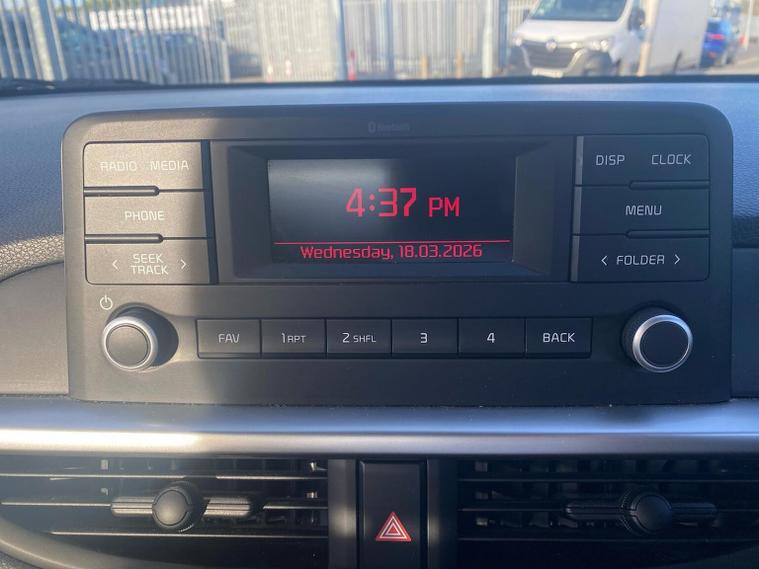 Bluetooth
RADIO MEDIA
PHONE
< SEEK TRACK >
4:37 PM
Wednesday, 18.03.2026
DISP CLOCK
MENU
< FOLDER >
FAV 1 RPT 2 SHFL 3 4 BACK